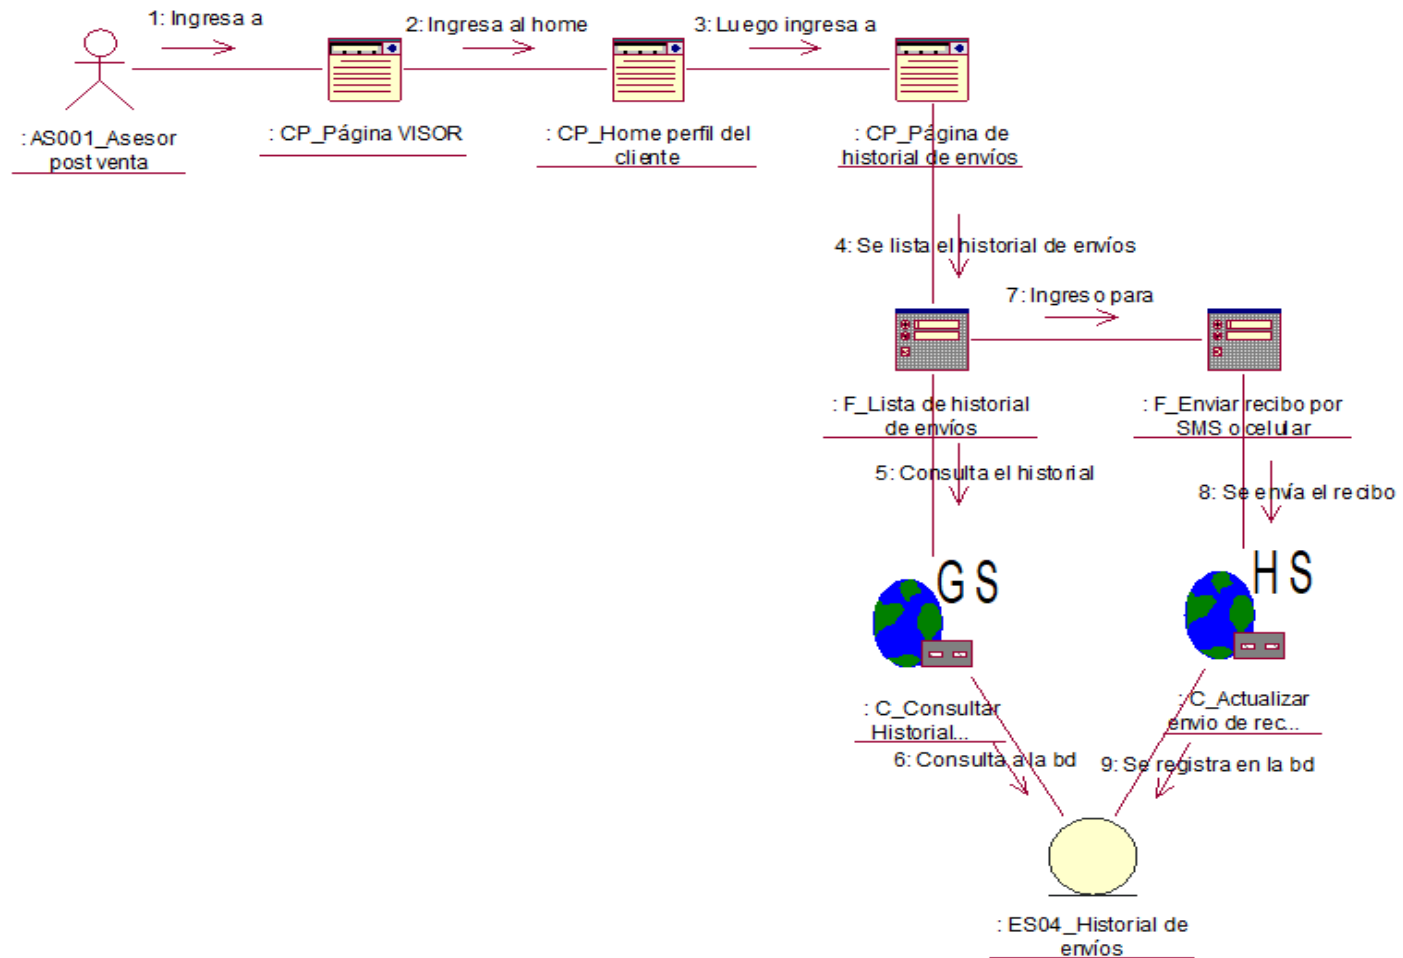 1: Ingresa a
2: Ingresa al home
3: Luego ingresa a
: AS001_Asesor
post venta
: CP_Página VISOR
: CP_Home perfil del
cliente
: CP_Página de
historial de envíos
4: Se lista el historial de envíos
7: Ingreso para
: F_Lista de historial
de envíos
: F_Enviar recibo por
SMS o celular
5: Consulta el historial
8: Se envía el recibo
GS
HS
: C_Consultar
Historial...
: C_Actualizar
envio de rec...
6: Consulta a la bd
9: Se registra en la bd
: ES04_Historial de
envíos